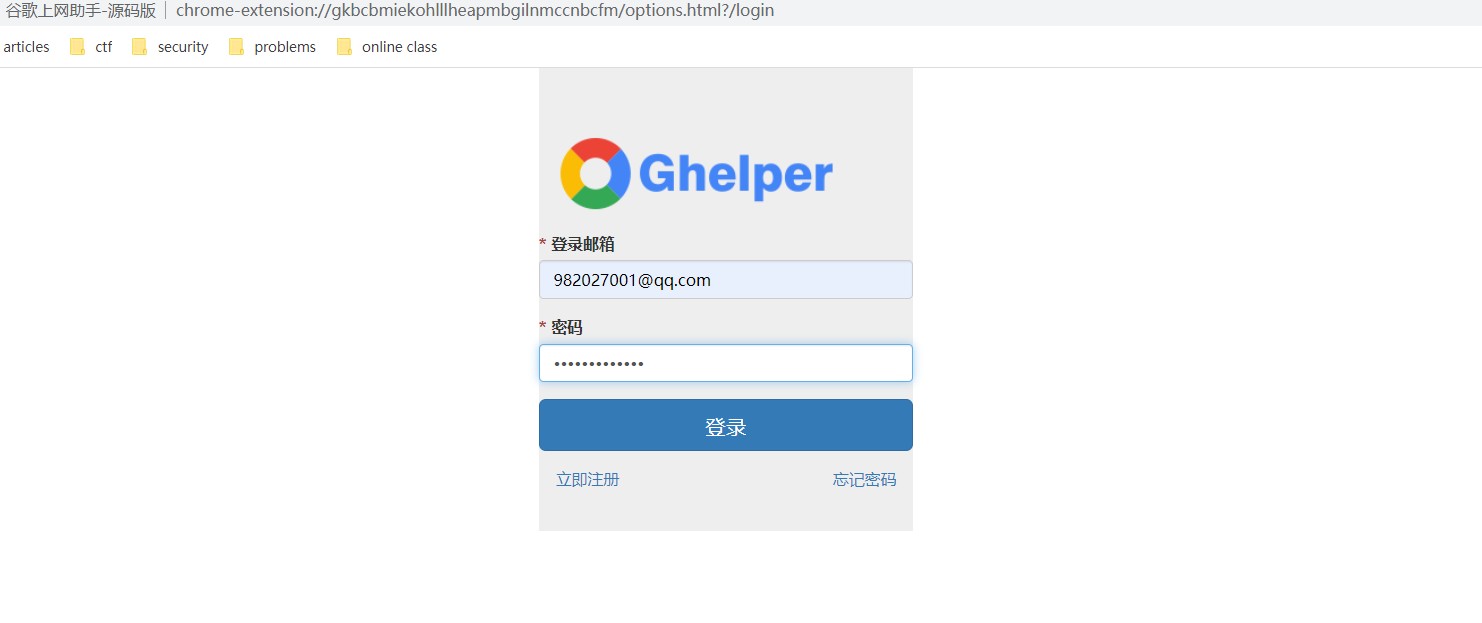 谷歌上网助手-源码版 chrome-extension://gkbcbmiekohlllheapmbgilnmccnbcfm/options.html?/login
articles ctf security problems online class
Ghelper
* 登录邮箱
982027001@qq.com
* 密码
•••••••••••••
登录
立即注册 忘记密码